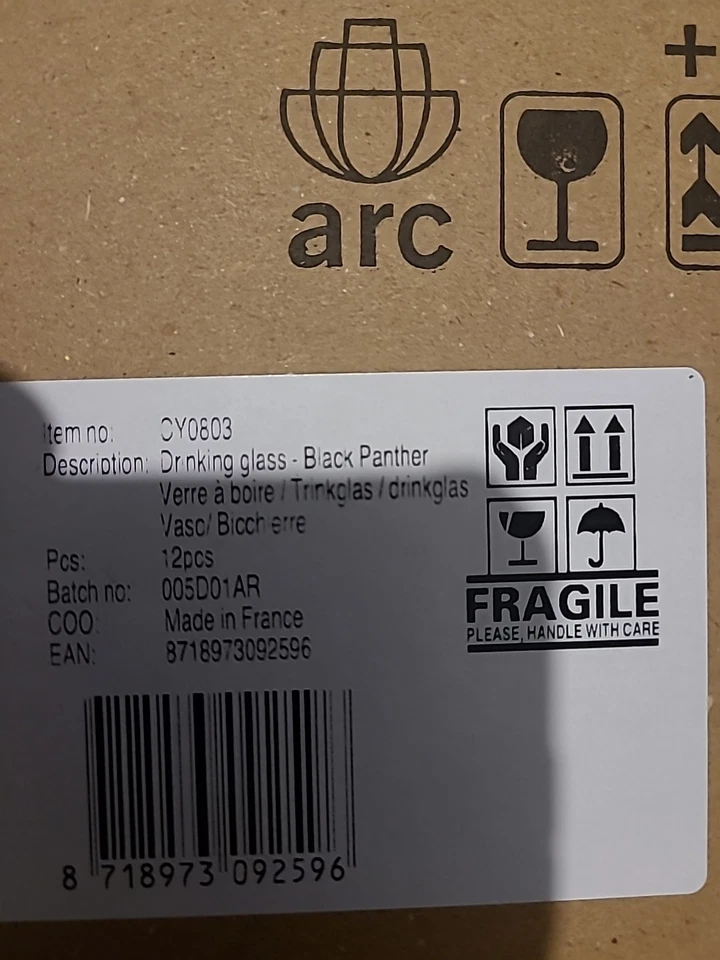 arc
Item no: CY0803
Description: Drinking glass - Black Panther
Verre à boire / Trinkglas / drinkglas
Vaso/ Bicchierre
Pcs: 12pcs
Batch no: 005D01AR
COO: Made in France
EAN: 8718973092596
FRAGILE
PLEASE, HANDLE WITH CARE
8 718973 092596